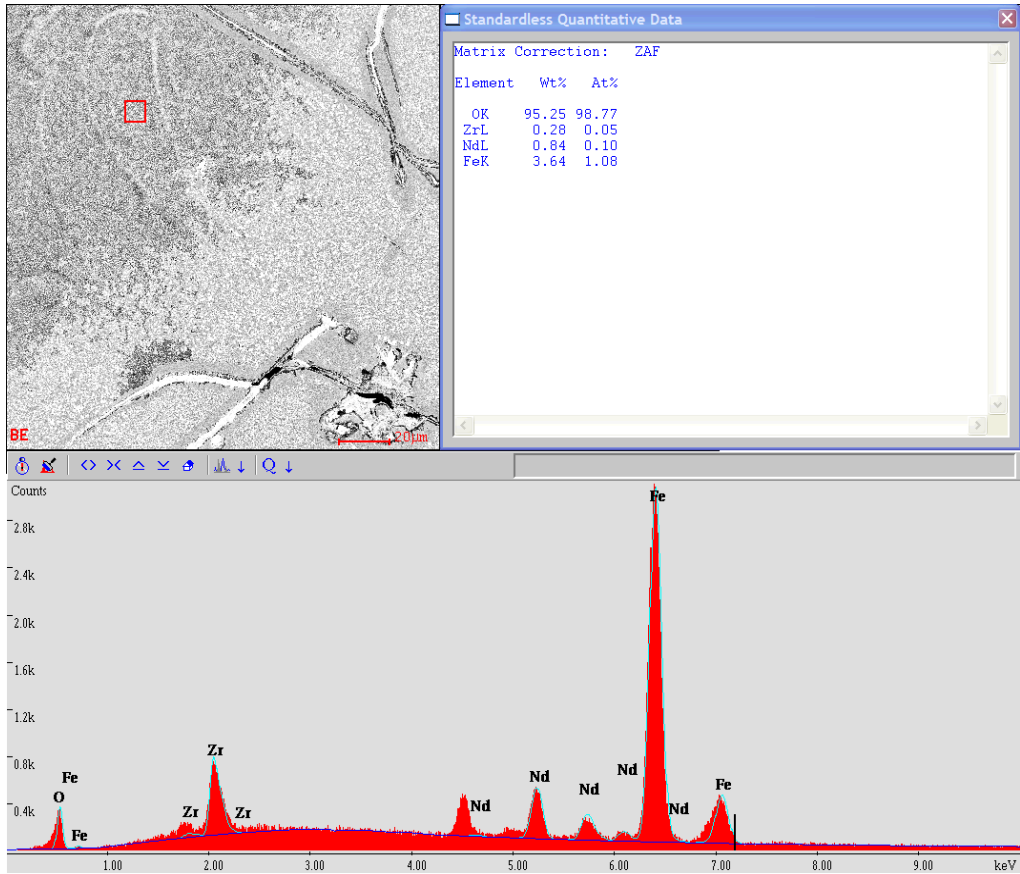 Standardless Quantitative Data
Matrix Correction: ZAF
Element Wt% At%
OK 95.25 98.77
ZrL 0.28 0.05
NdL 0.84 0.10
FeK 3.64 1.08
BE
20μm
Q
Counts
2.8k
2.4k
2.0k
1.6k
1.2k
0.8k
0.4k
Fe
O
Fe
Zr
Zr
Zr
Nd
Nd
Nd
Nd
Fe
Nd
Fe
1.00 2.00 3.00 4.00 5.00 6.00 7.00 8.00 9.00 keV